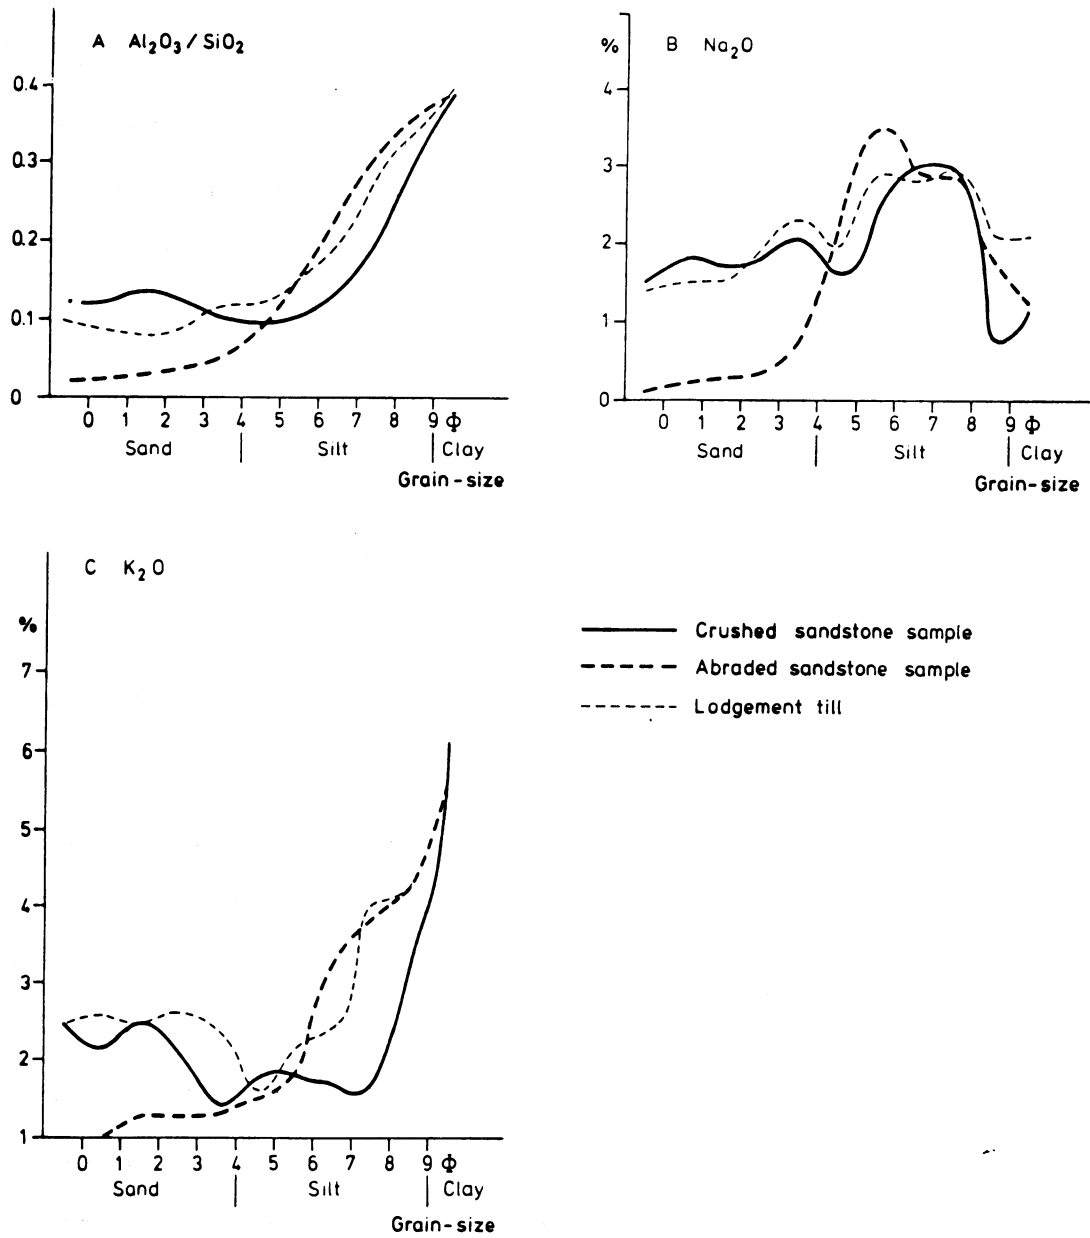 A Al₂O₃/SiO₂
0.4
0.3
0.2
0.1
0
0 1 2 3 4 5 6 7 8 9 Φ
Sand Silt Clay
Grain-size
% B Na₂O
4
3
2
1
0
0 1 2 3 4 5 6 7 8 9 Φ
Sand Silt Clay
Grain-size
C K₂O
%
7
6
5
4
3
2
1
0 1 2 3 4 5 6 7 8 9 Φ
Sand Silt Clay
Grain-size
Crushed sandstone sample
Abraded sandstone sample
Lodgement till